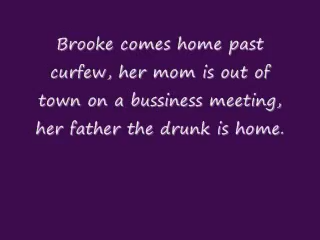 Brooke comes home past
curfew, her mom is out of
town on a bussiness meeting,
her father the drunk is home.